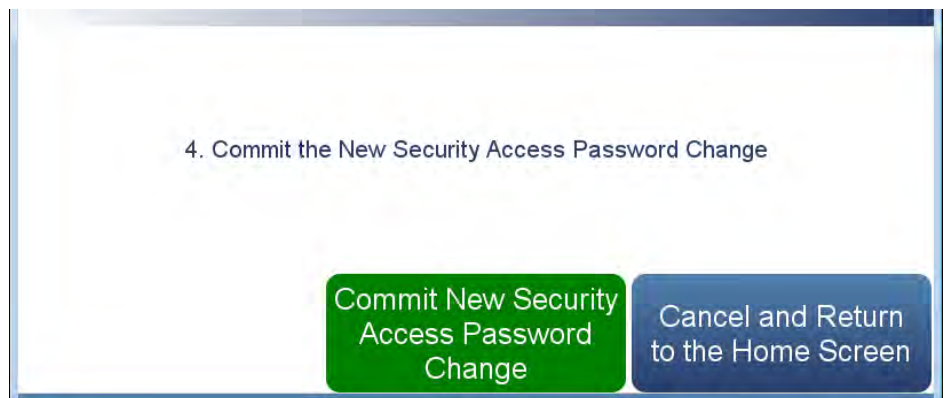 4. Commit the New Security Access Password Change
Commit New Security
Access Password
Change
Cancel and Return
to the Home Screen